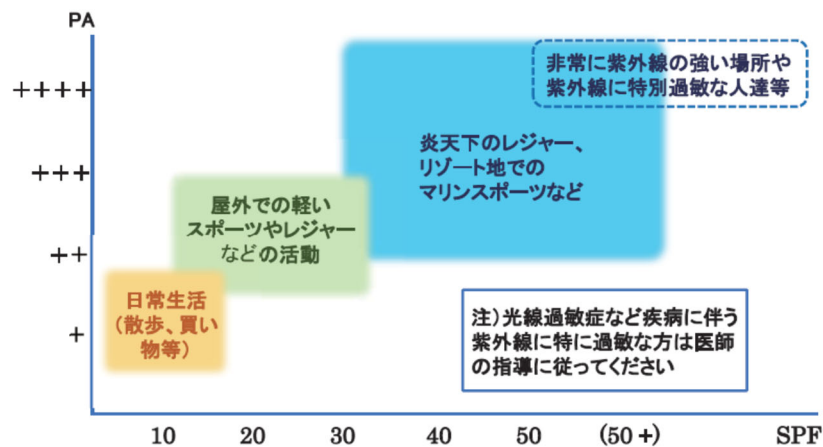 PA
++++
+++
++
+
非常に紫外線の強い場所や
紫外線に特別過敏な人達等
炎天下のレジャー、
リゾート地での
マリンスポーツなど
屋外での軽い
スポーツやレジャー
などの活動
日常生活
(散歩、買い
物等)
注)光線過敏症など疾病に伴う
紫外線に特に過敏な方は医師
の指導に従ってください
10 20 30 40 50 (50+) SPF